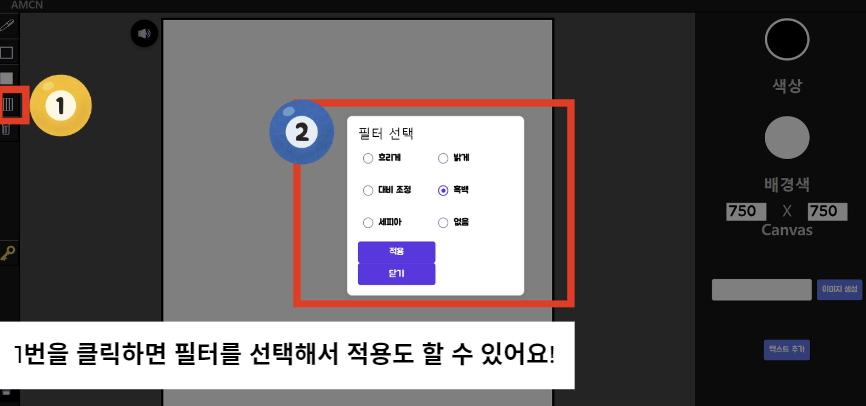 AMCN
1
2
필터 선택
흐리게
밝게
대비 조정
흑백
세피아
없음
적용
닫기
색상
배경색
750 X 750
Canvas
이미지 생성
텍스트 추가
1번을 클릭하면 필터를 선택해서 적용도 할 수 있어요!